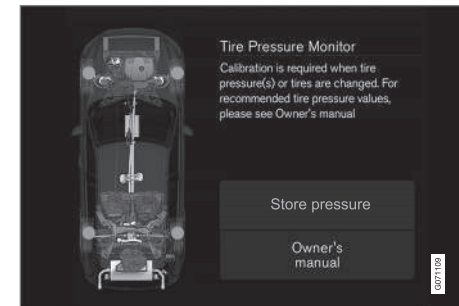 Tire Pressure Monitor
Calibration is required when tire
pressure(s) or tires are changed. For
recommended tire pressure values,
please see Owner's manual
Store pressure
Owner's
manual
G071109